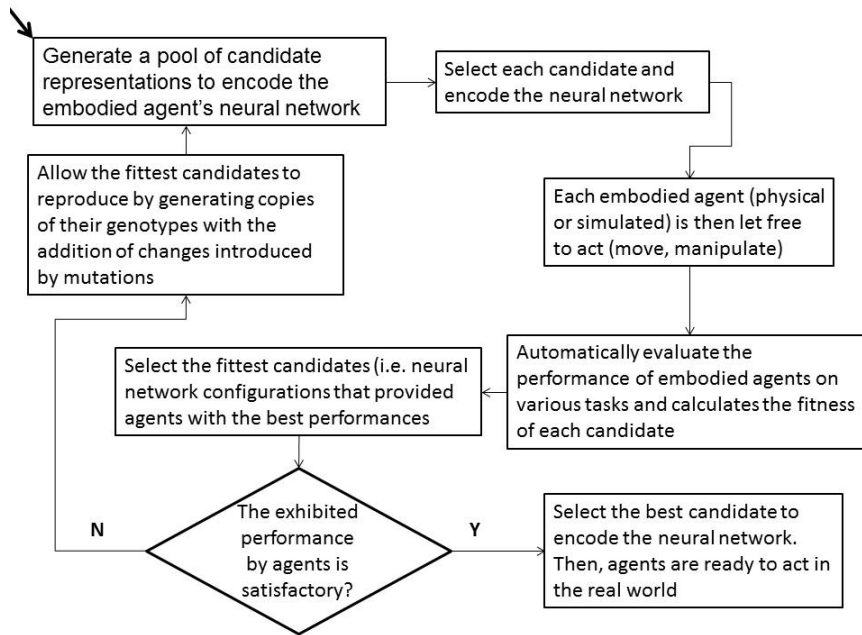 Generate a pool of candidate
representations to encode the
embodied agent's neural network
Select each candidate and
encode the neural network
Each embodied agent (physical
or simulated) is then let free
to act (move, manipulate)
Automatically evaluate the
performance of embodied agents on
various tasks and calculates the fitness
of each candidate
Select the fittest candidates (i.e. neural
network configurations that provided
agents with the best performances
The exhibited
performance
by agents is
satisfactory?
N
Allow the fittest candidates to
reproduce by generating copies
of their genotypes with the
addition of changes introduced
by mutations
Y
Select the best candidate to
encode the neural network.
Then, agents are ready to act in
the real world